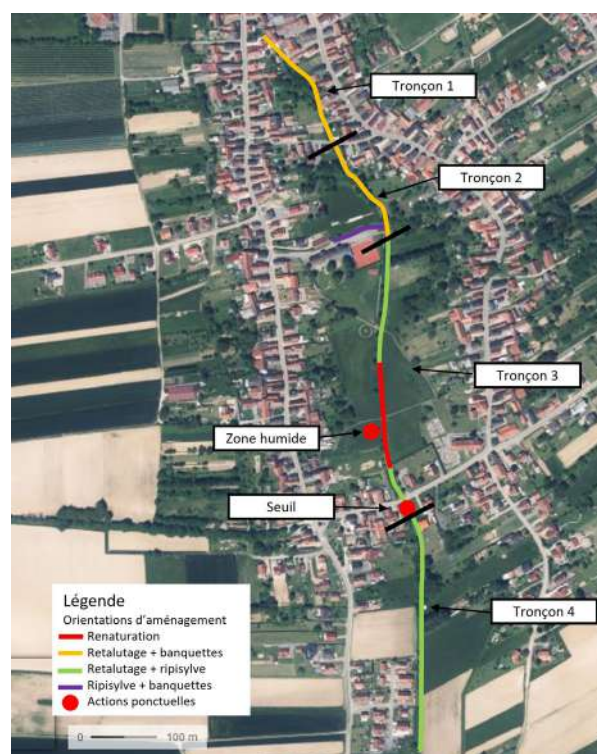 Tronçon 1
Tronçon 2
Tronçon 3
Zone humide
Seuil
Tronçon 4
Légende
Orientations d'aménagement
Renaturation
Retalutage + banquettes
Retalutage + ripisylve
Ripisylve + banquettes
Actions ponctuelles
0 100 m